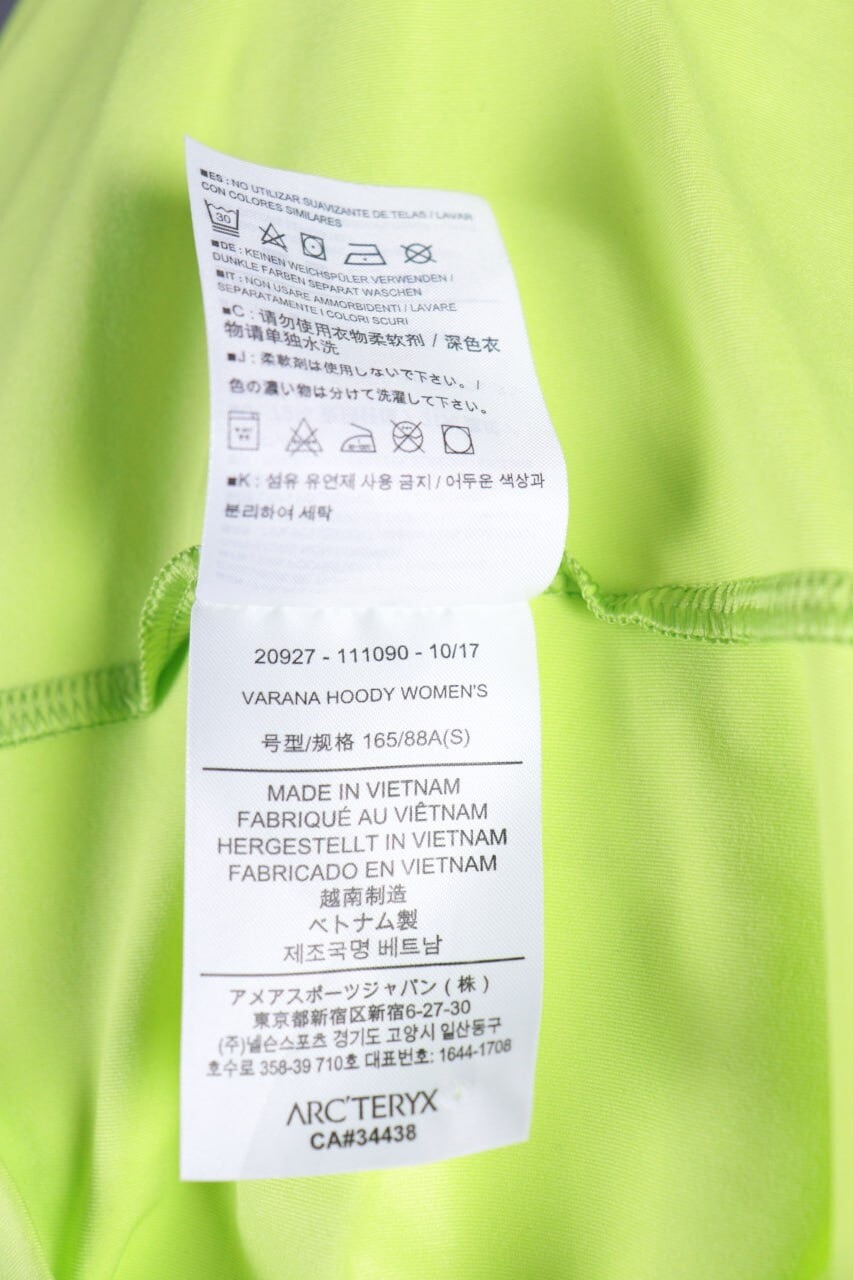 ■ES : NO UTILIZAR SUAVIZANTE DE TELAS / LAVAR
CON COLORES SIMILARES
30
■DE : KEINEN WEICHSPÜLER VERWENDEN /
DUNKLE FARBEN SEPARAT WASCHEN
■IT : NON USARE AMMORBIDENTI / LAVARE
SEPARATAMENTE I COLORI SCURI
■C : 请勿使用衣物柔软剂 / 深色衣
物请单独水洗
■J : 柔軟剤は使用しないで下さい。 /
色の濃い物は分けて洗濯して下さい。
■K : 섬유 유연제 사용 금지 / 어두운 색상과
분리하여 세탁
20927 - 111090 - 10/17
VARANA HOODY WOMEN'S
号型/规格 165/88A(S)
MADE IN VIETNAM
FABRIQUÉ AU VIÊTNAM
HERGESTELLT IN VIETNAM
FABRICADO EN VIETNAM
越南制造
ベトナム製
제조국명 베트남
アメアスポーツジャパン ( 株 )
東京都新宿区新宿6-27-30
(주)넬슨스포츠 경기도 고양시 일산동구
호수로 358-39 710호 대표번호: 1644-1708
ARC'TERYX
CA#34438